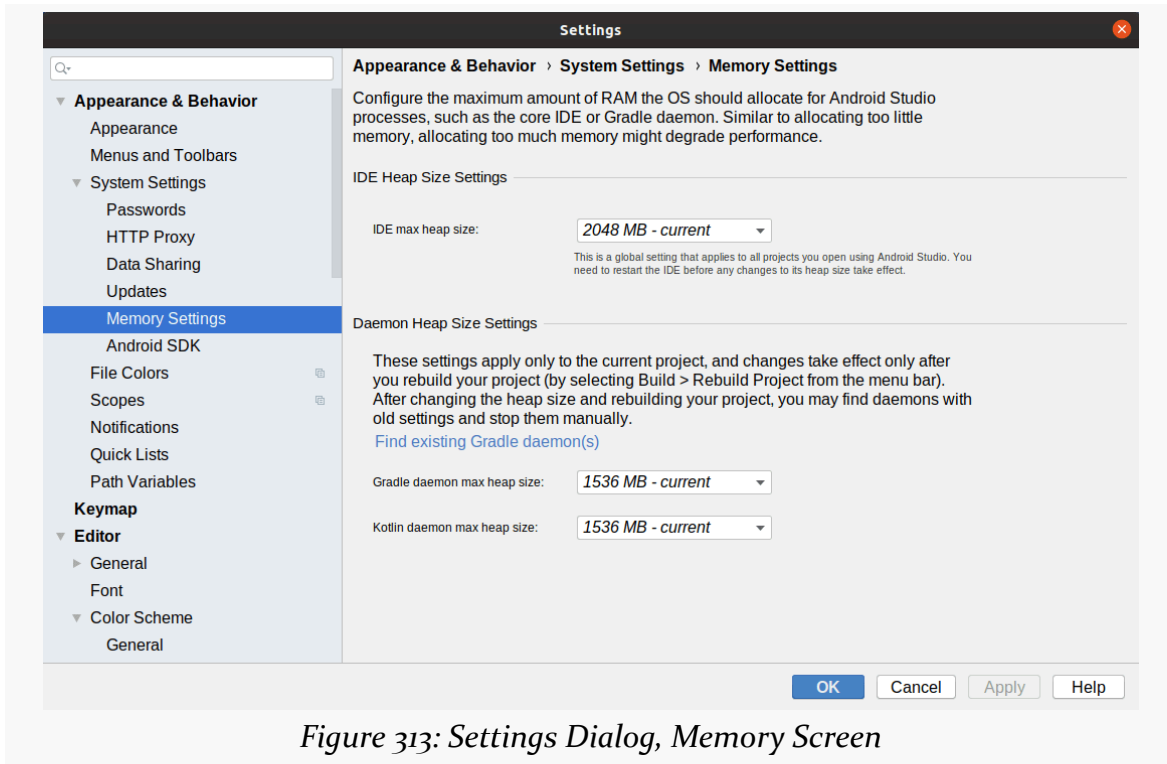 Settings
Appearance & Behavior
Appearance
Menus and Toolbars
System Settings
Passwords
HTTP Proxy
Data Sharing
Updates
Memory Settings
Android SDK
File Colors
Scopes
Notifications
Quick Lists
Path Variables
Keymap
Editor
General
Font
Color Scheme
General
Appearance & Behavior › System Settings › Memory Settings
Configure the maximum amount of RAM the OS should allocate for Android Studio
processes, such as the core IDE or Gradle daemon. Similar to allocating too little
memory, allocating too much memory might degrade performance.
IDE Heap Size Settings
IDE max heap size: 2048 MB - current
This is a global setting that applies to all projects you open using Android Studio. You
need to restart the IDE before any changes to its heap size take effect.
Daemon Heap Size Settings
These settings apply only to the current project, and changes take effect only after
you rebuild your project (by selecting Build > Rebuild Project from the menu bar).
After changing the heap size and rebuilding your project, you may find daemons with
old settings and stop them manually.
Find existing Gradle daemon(s)
Gradle daemon max heap size: 1536 MB - current
Kotlin daemon max heap size: 1536 MB - current
OK Cancel Apply Help
Figure 313: Settings Dialog, Memory Screen